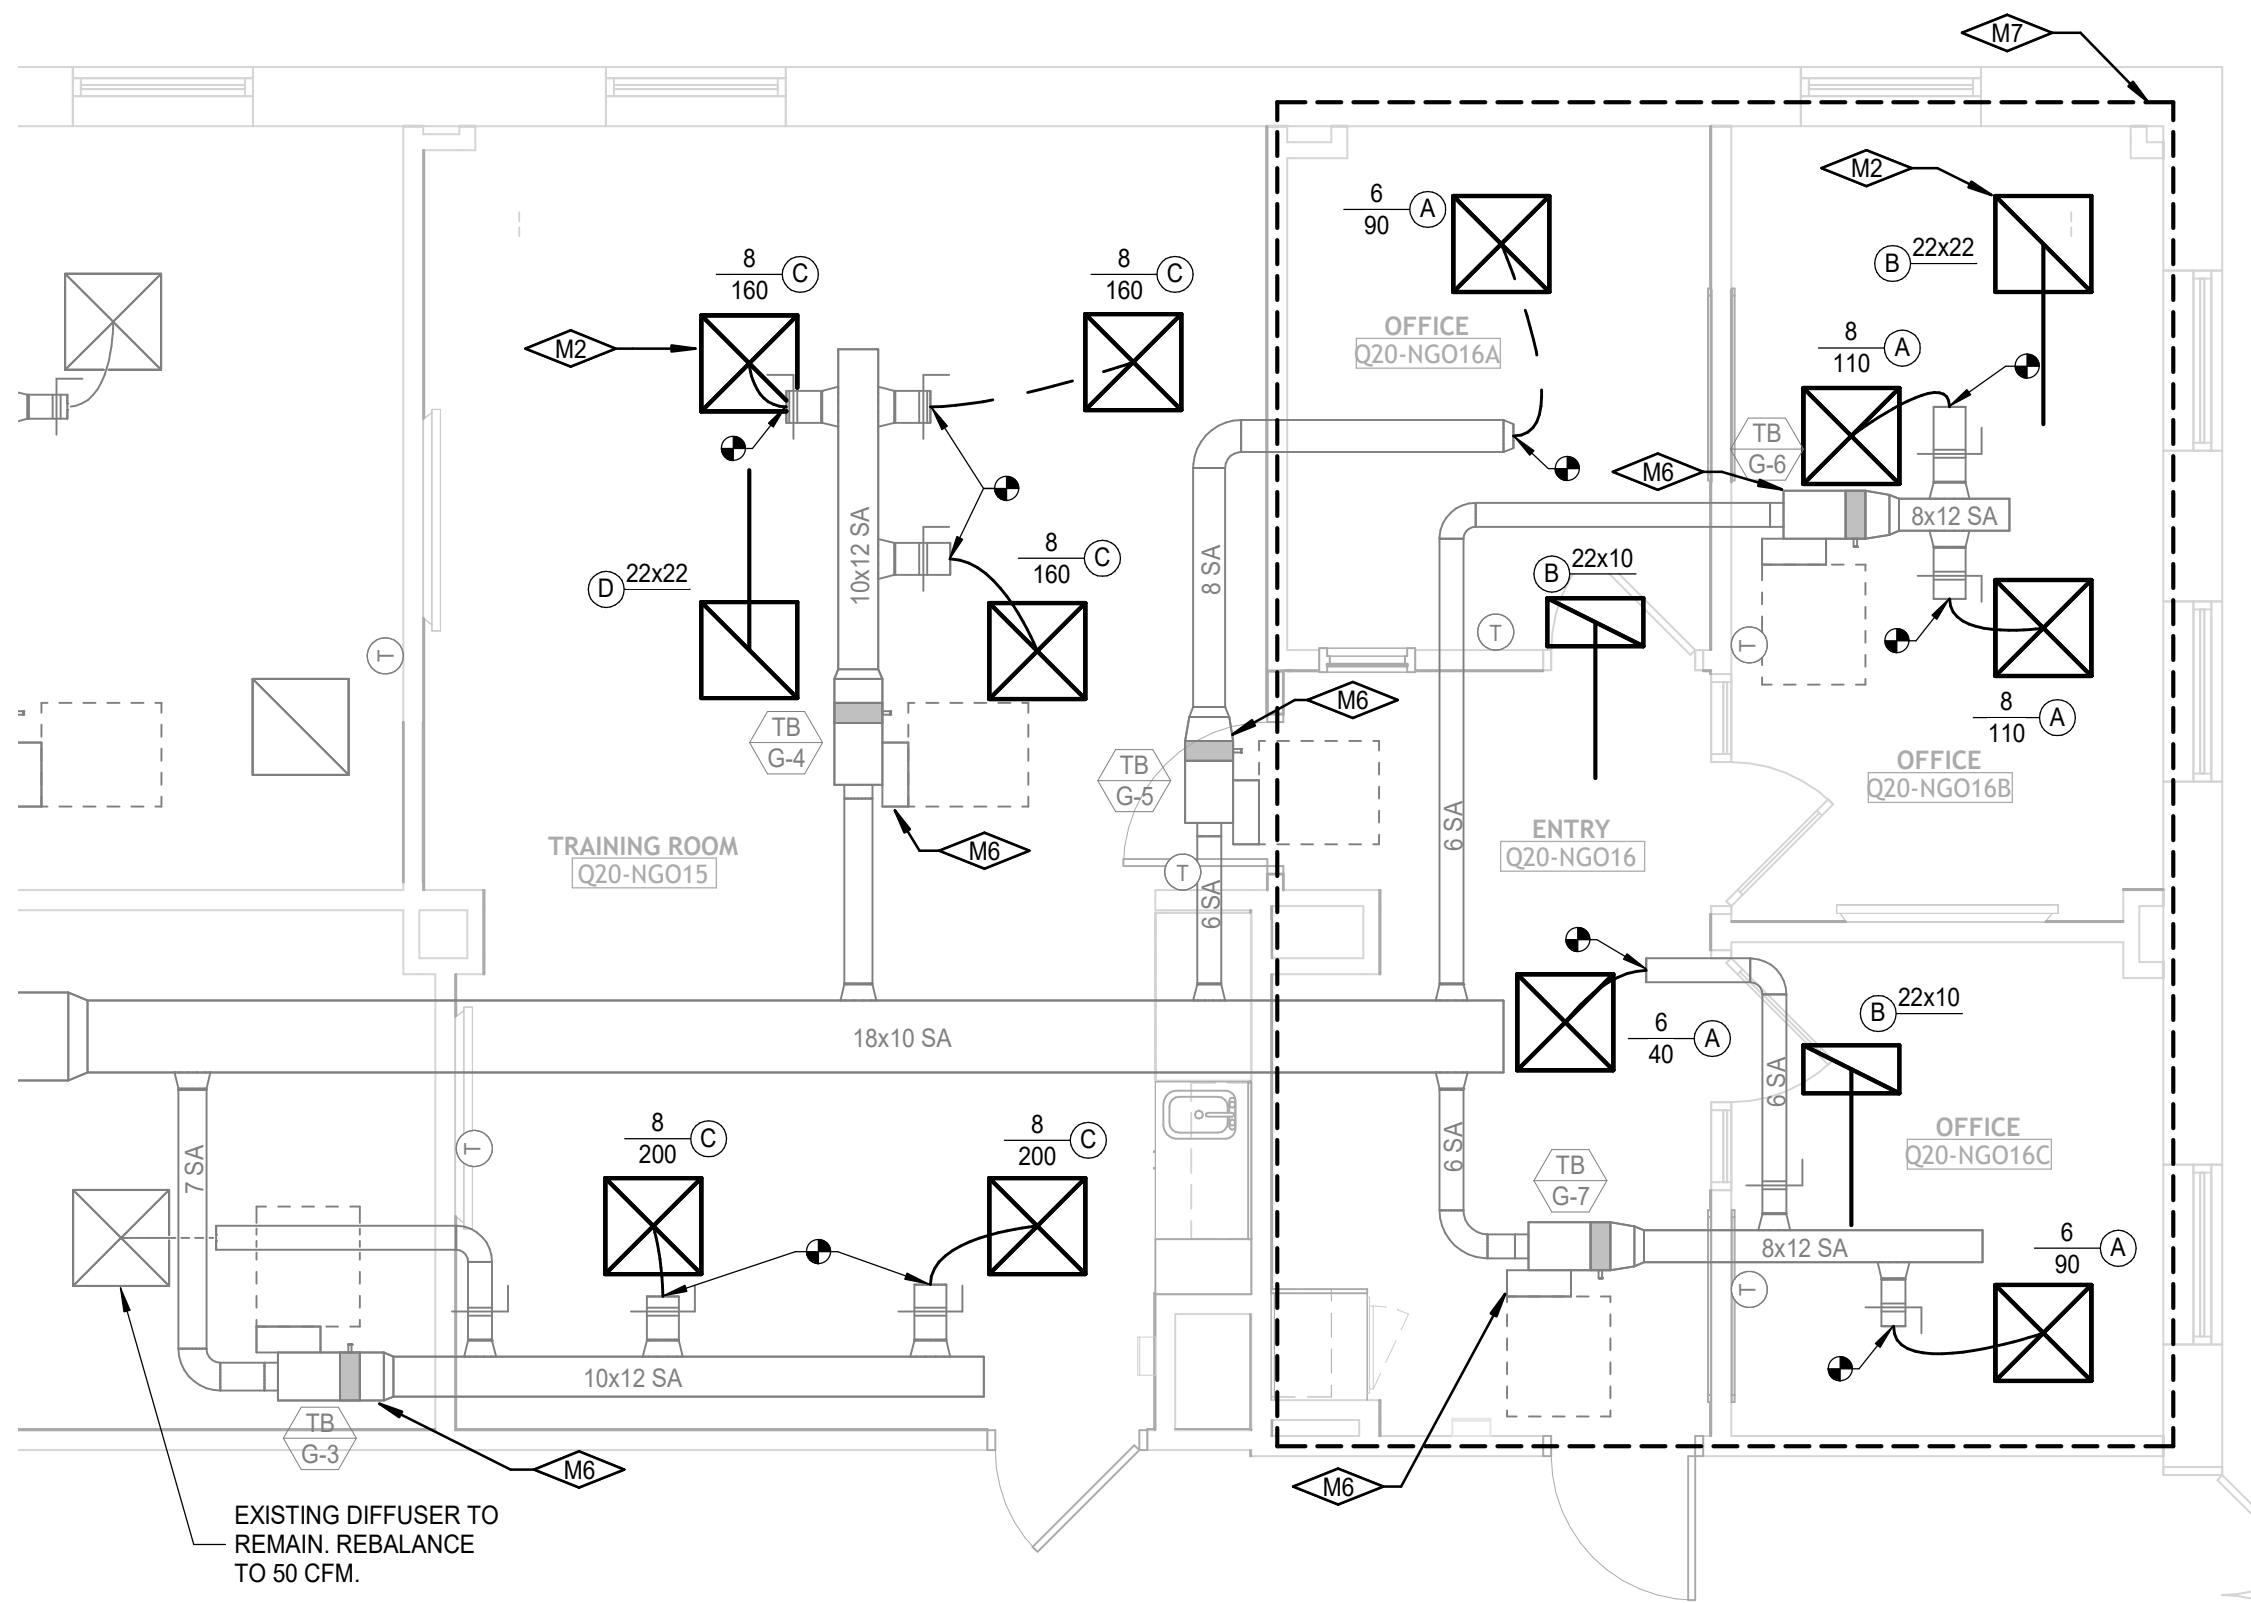 M7
M2
6
90
A
B
22x22
8
160
C
8
160
C
OFFICE
Q20-NGO16A
8
110
A
M2
TB
G-6
M6
8x12 SA
10x12 SA
8
160
C
8 SA
B
22x10
D
22x22
T
T
T
M6
8
110
A
TB
G-4
TB
G-5
OFFICE
Q20-NGO16B
6 SA
ENTRY
Q20-NGO16
TRAINING ROOM
Q20-NGO15
M6
T
6 SA
B
22x10
18x10 SA
6
40
A
6 SA
8
200
C
8
200
C
OFFICE
Q20-NGO16C
T
6 SA
7 SA
TB
G-7
8x12 SA
6
90
A
T
10x12 SA
TB
G-3
M6
M6
EXISTING DIFFUSER TO
REMAIN. REBALANCE
TO 50 CFM.